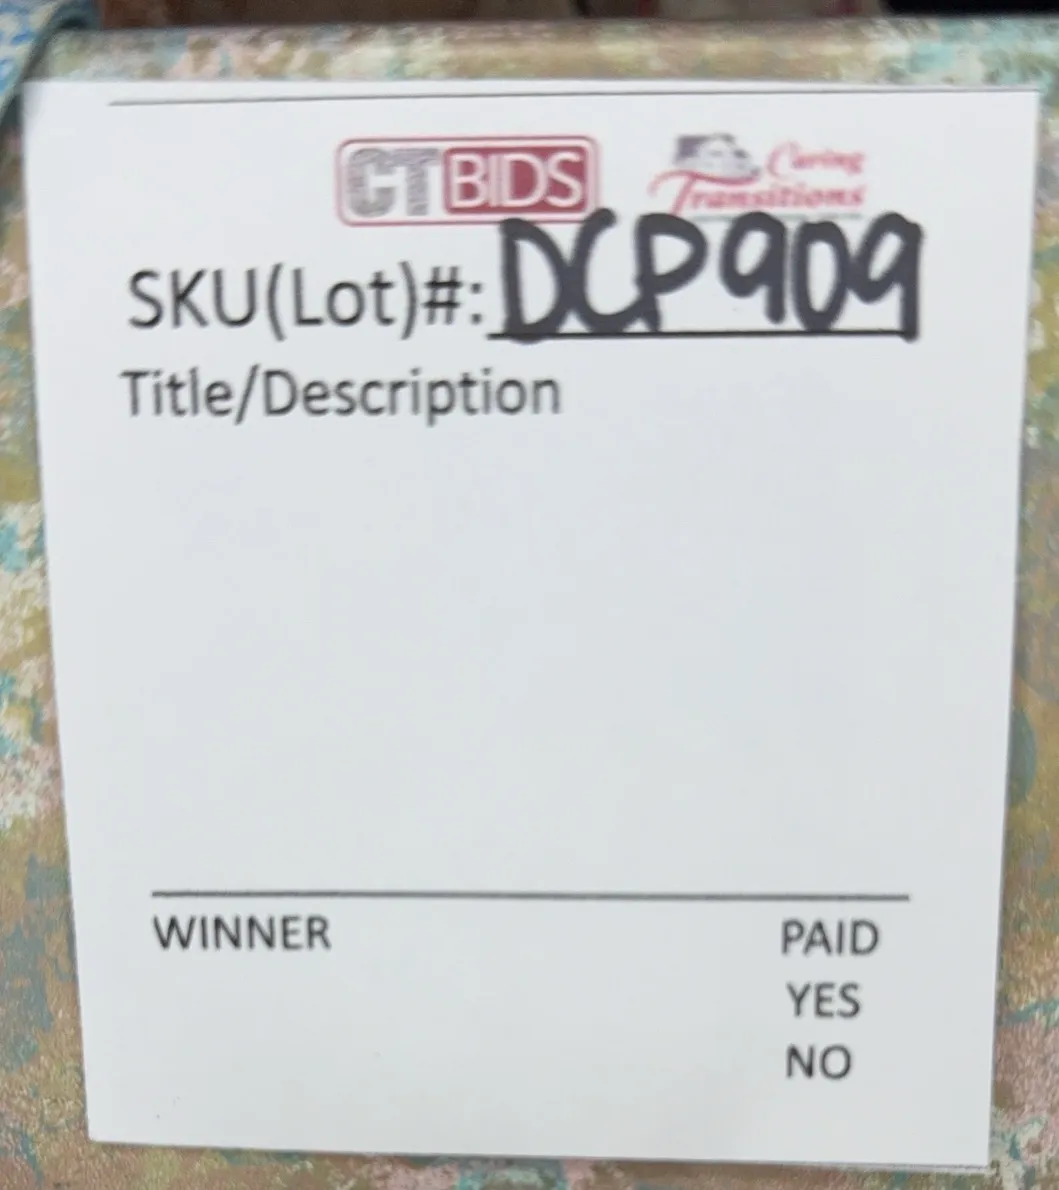 CTBIDS Caring
Transitions
SKU(Lot)#: DCP909
Title/Description
WINNER PAID
YES
NO